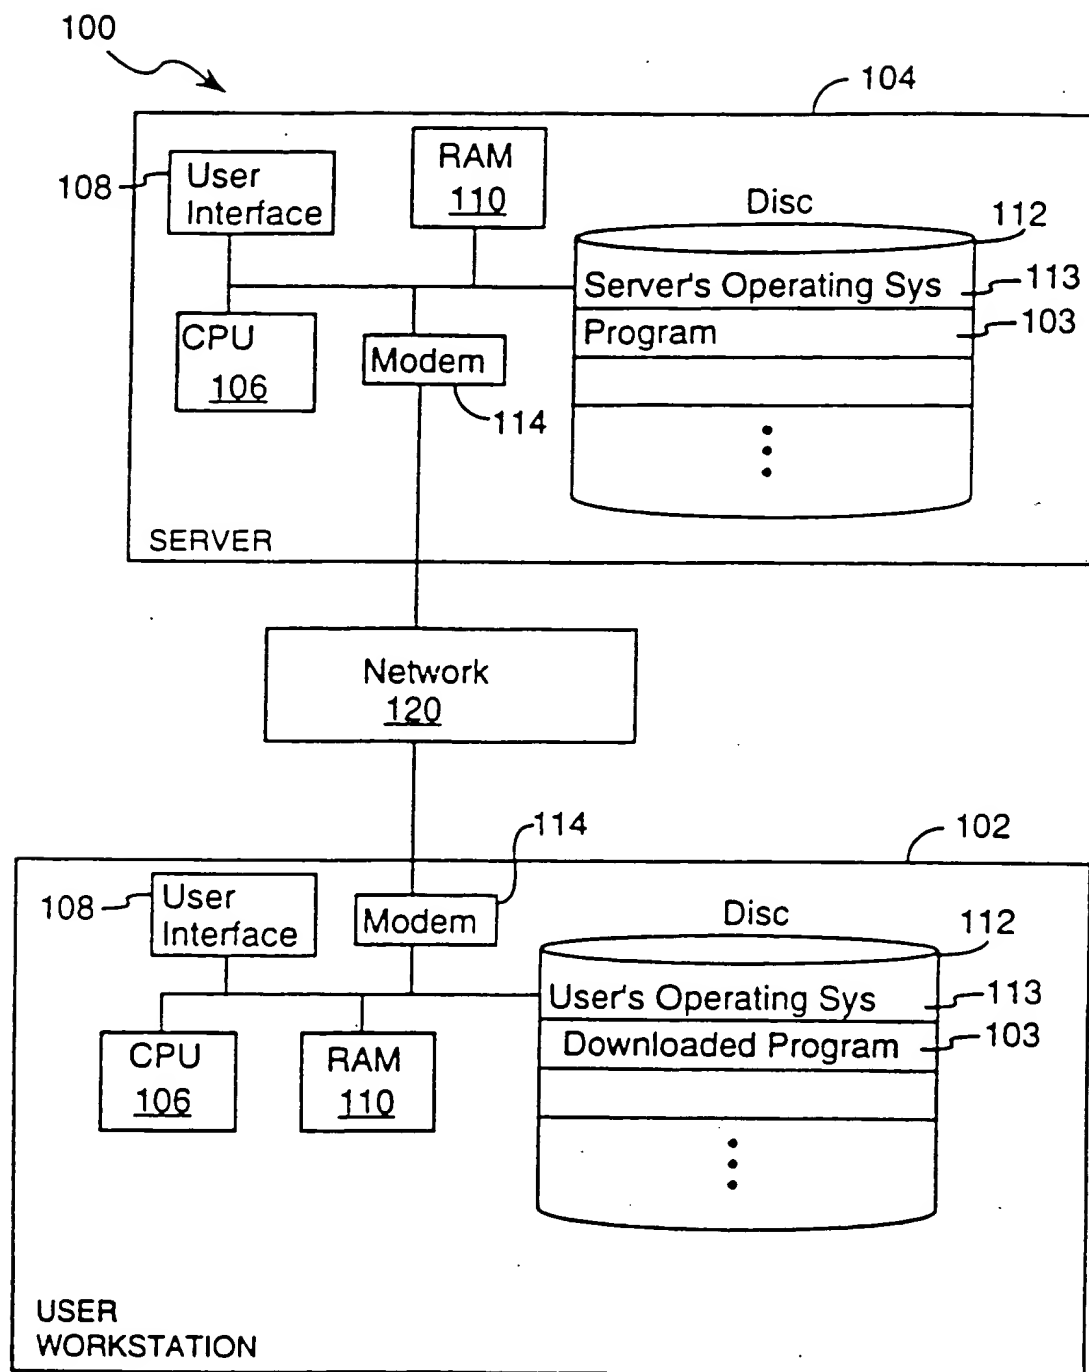 100
104
108
User
Interface
RAM
110
Disc
112
Server's Operating Sys
113
Program
103
CPU
106
Modem
114
SERVER
Network
120
114
102
108
User
Interface
Modem
Disc
112
User's Operating Sys
113
Downloaded Program
103
CPU
106
RAM
110
USER
WORKSTATION